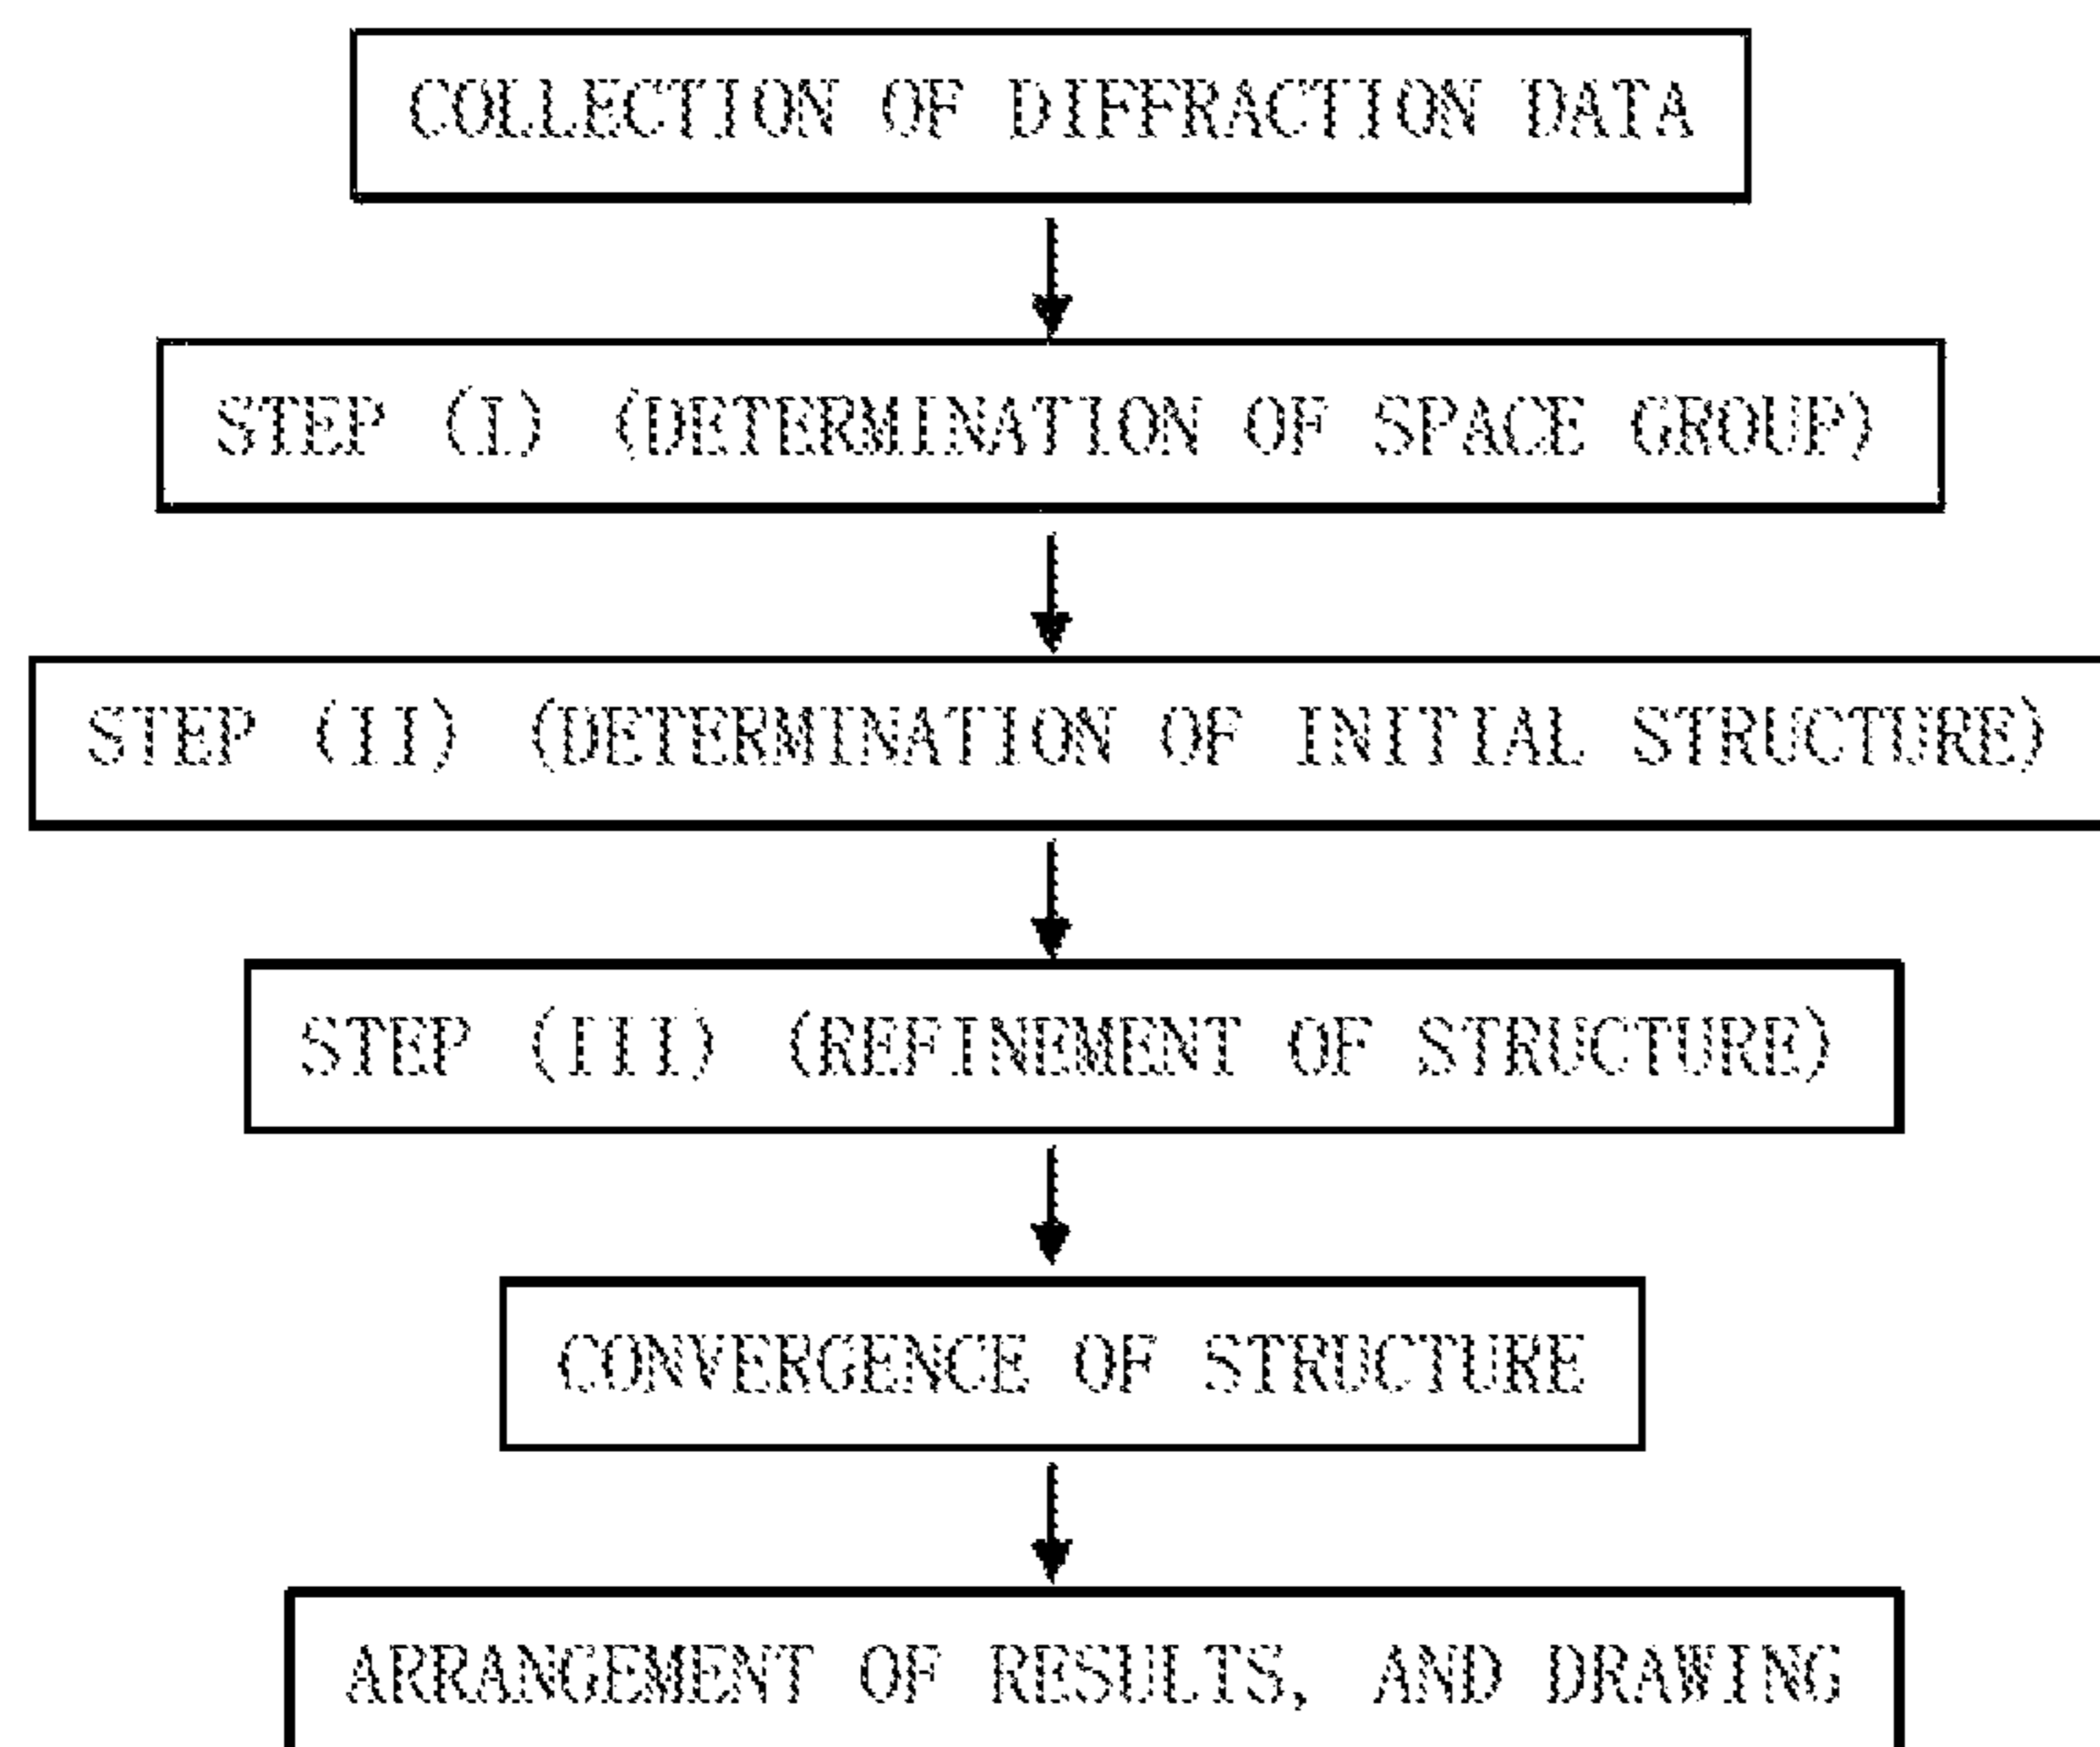 COLLECTION OF DIFFRACTION DATA
STEP (I) (DETERMINATION OF SPACE GROUP)
STEP (II) (DETERMINATION OF INITIAL STRUCTURE)
STEP (III) (REFINEMENT OF STRUCTURE)
CONVERGENCE OF STRUCTURE
ARRANGEMENT OF RESULTS, AND DRAWING